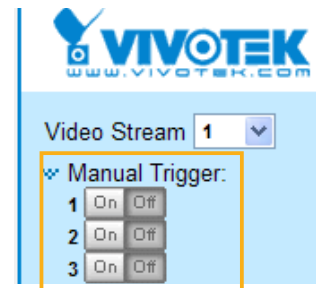 VIVOTEK
www.vivotek.com
Video Stream 1
Manual Trigger:
1 On Off
2 On Off
3 On Off